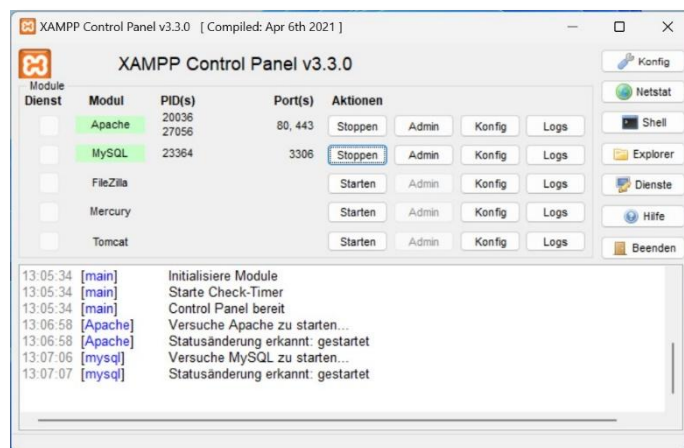 XAMPP Control Panel v3.3.0 [ Compiled: Apr 6th 2021 ]
XAMPP Control Panel v3.3.0
Konfig
Module
Dienst Modul PID(s) Port(s) Aktionen
Netstat
Apache 20036 27056 80, 443 Stoppen Admin Konfig Logs
Shell
MySQL 23364 3306 Stoppen Admin Konfig Logs
Explorer
FileZilla Starten Admin Konfig Logs
Dienste
Mercury Starten Admin Konfig Logs
Hilfe
Tomcat Starten Admin Konfig Logs
Beenden
13:05:34 [main] Initialisiere Module
13:05:34 [main] Starte Check-Timer
13:05:34 [main] Control Panel bereit
13:06:58 [Apache] Versuche Apache zu starten...
13:06:58 [Apache] Statusänderung erkannt: gestartet
13:07:06 [mysql] Versuche MySQL zu starten...
13:07:07 [mysql] Statusänderung erkannt: gestartet